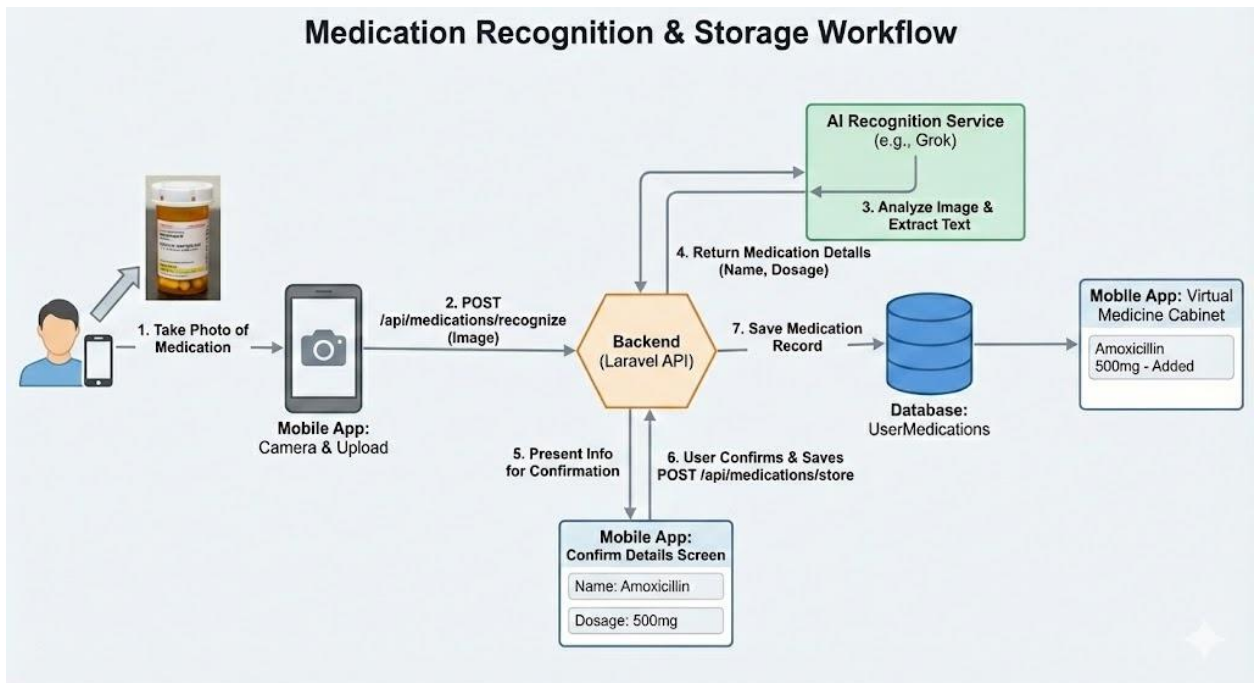 Medication Recognition & Storage Workflow
AI Recognition Service
(e.g., Grok)
3. Analyze Image &
Extract Text
4. Return Medication Details
(Name, Dosage)
1. Take Photo of
Medication
2. POST
/api/medications/recognize
(Image)
Mobile App:
Camera & Upload
Backend
(Laravel API)
7. Save Medication
Record
Database:
UserMedications
Mobile App: Virtual
Medicine Cabinet
Amoxicillin
500mg - Added
5. Present Info
for Confirmation
6. User Confirms & Saves
POST /api/medications/store
Mobile App:
Confirm Details Screen
Name: Amoxicillin
Dosage: 500mg